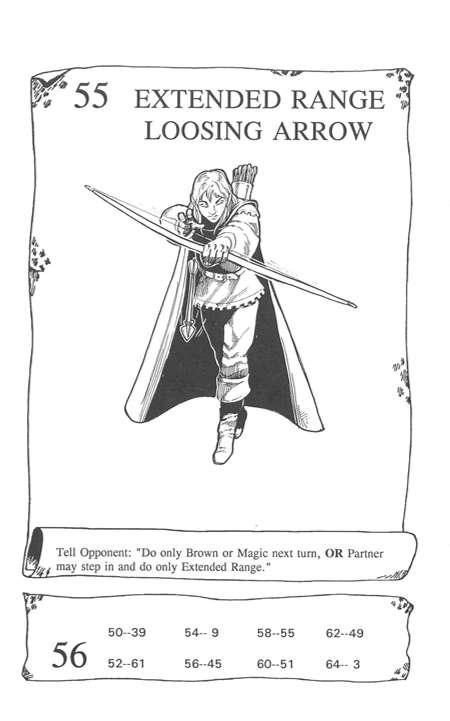 55 EXTENDED RANGE
LOOSING ARROW
Tell Opponent: "Do only Brown or Magic next turn, OR Partner
may step in and do only Extended Range."
56
50--39 54-- 9 58--55 62--49
52--61 56--45 60--51 64-- 3